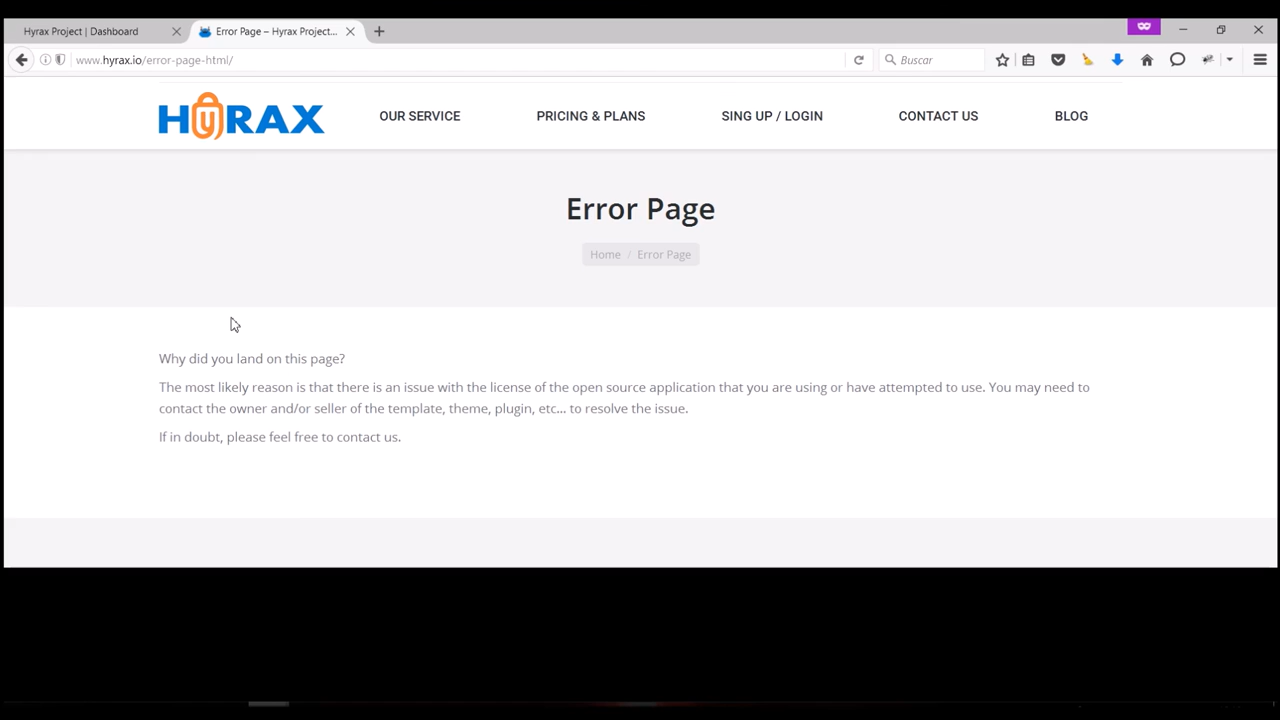 Hyrax Project | Dashboard
Error Page – Hyrax Project...
www.hyrax.io/error-page-html/
Buscar
HyRAX
OUR SERVICE
PRICING & PLANS
SING UP / LOGIN
CONTACT US
BLOG
Error Page
Home / Error Page
Why did you land on this page?
The most likely reason is that there is an issue with the license of the open source application that you are using or have attempted to use. You may need to
contact the owner and/or seller of the template, theme, plugin, etc... to resolve the issue.
If in doubt, please feel free to contact us.